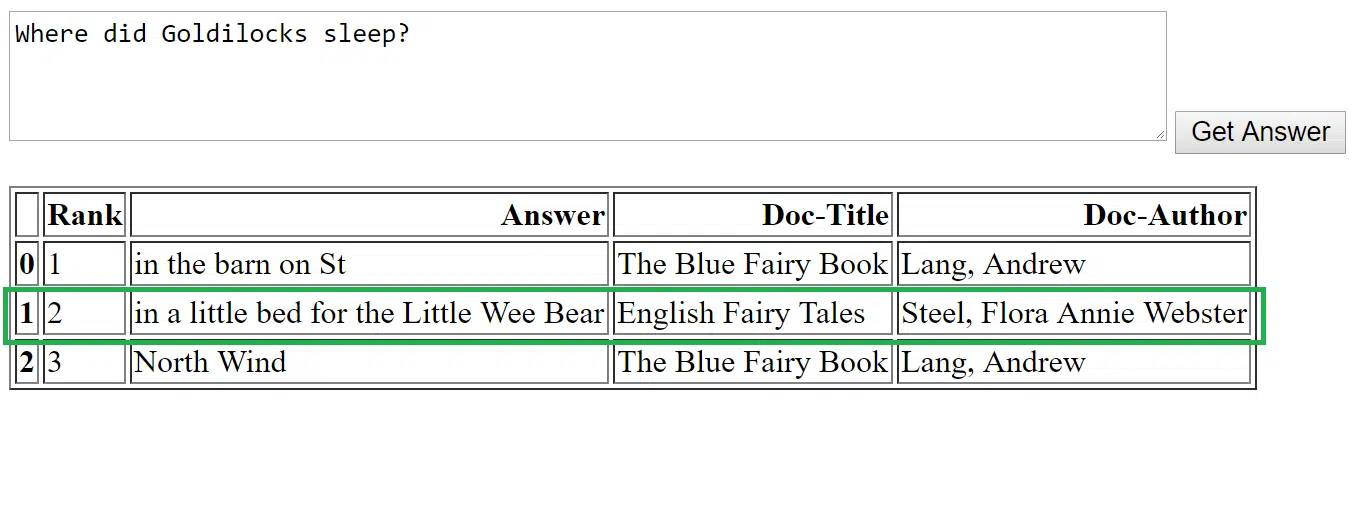 Where did Goldilocks sleep?
Get Answer
Rank Answer Doc-Title Doc-Author
0 1 in the barn on St The Blue Fairy Book Lang, Andrew
1 2 in a little bed for the Little Wee Bear English Fairy Tales Steel, Flora Annie Webster
2 3 North Wind The Blue Fairy Book Lang, Andrew